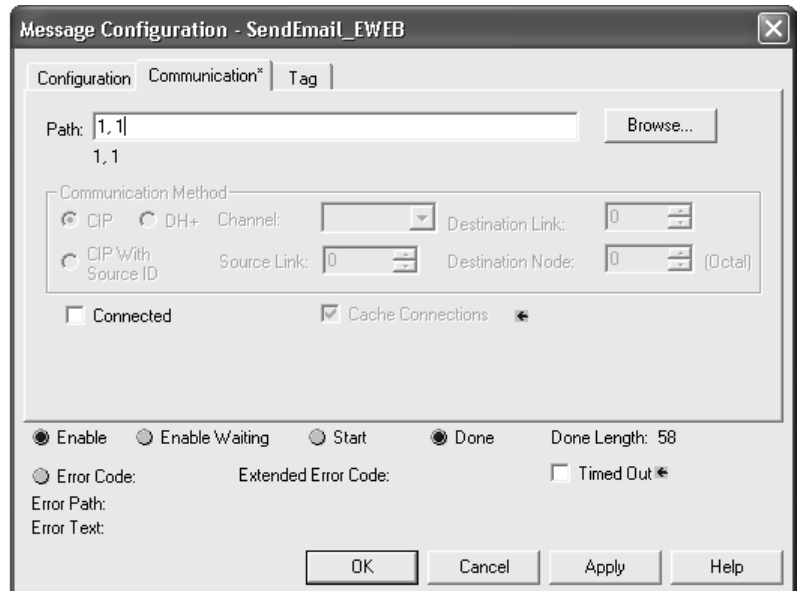 Message Configuration - SendEmail_EWEB
Configuration Communication* Tag
Path: 1, 1 Browse...
1, 1
Communication Method
CIP DH+ Channel: Destination Link: 0
CIP With Source ID Source Link: 0 Destination Node: 0 (Octal)
Connected Cache Connections
Enable Enable Waiting Start Done Done Length: 58
Error Code: Extended Error Code: Timed Out
Error Path:
Error Text:
OK Cancel Apply Help